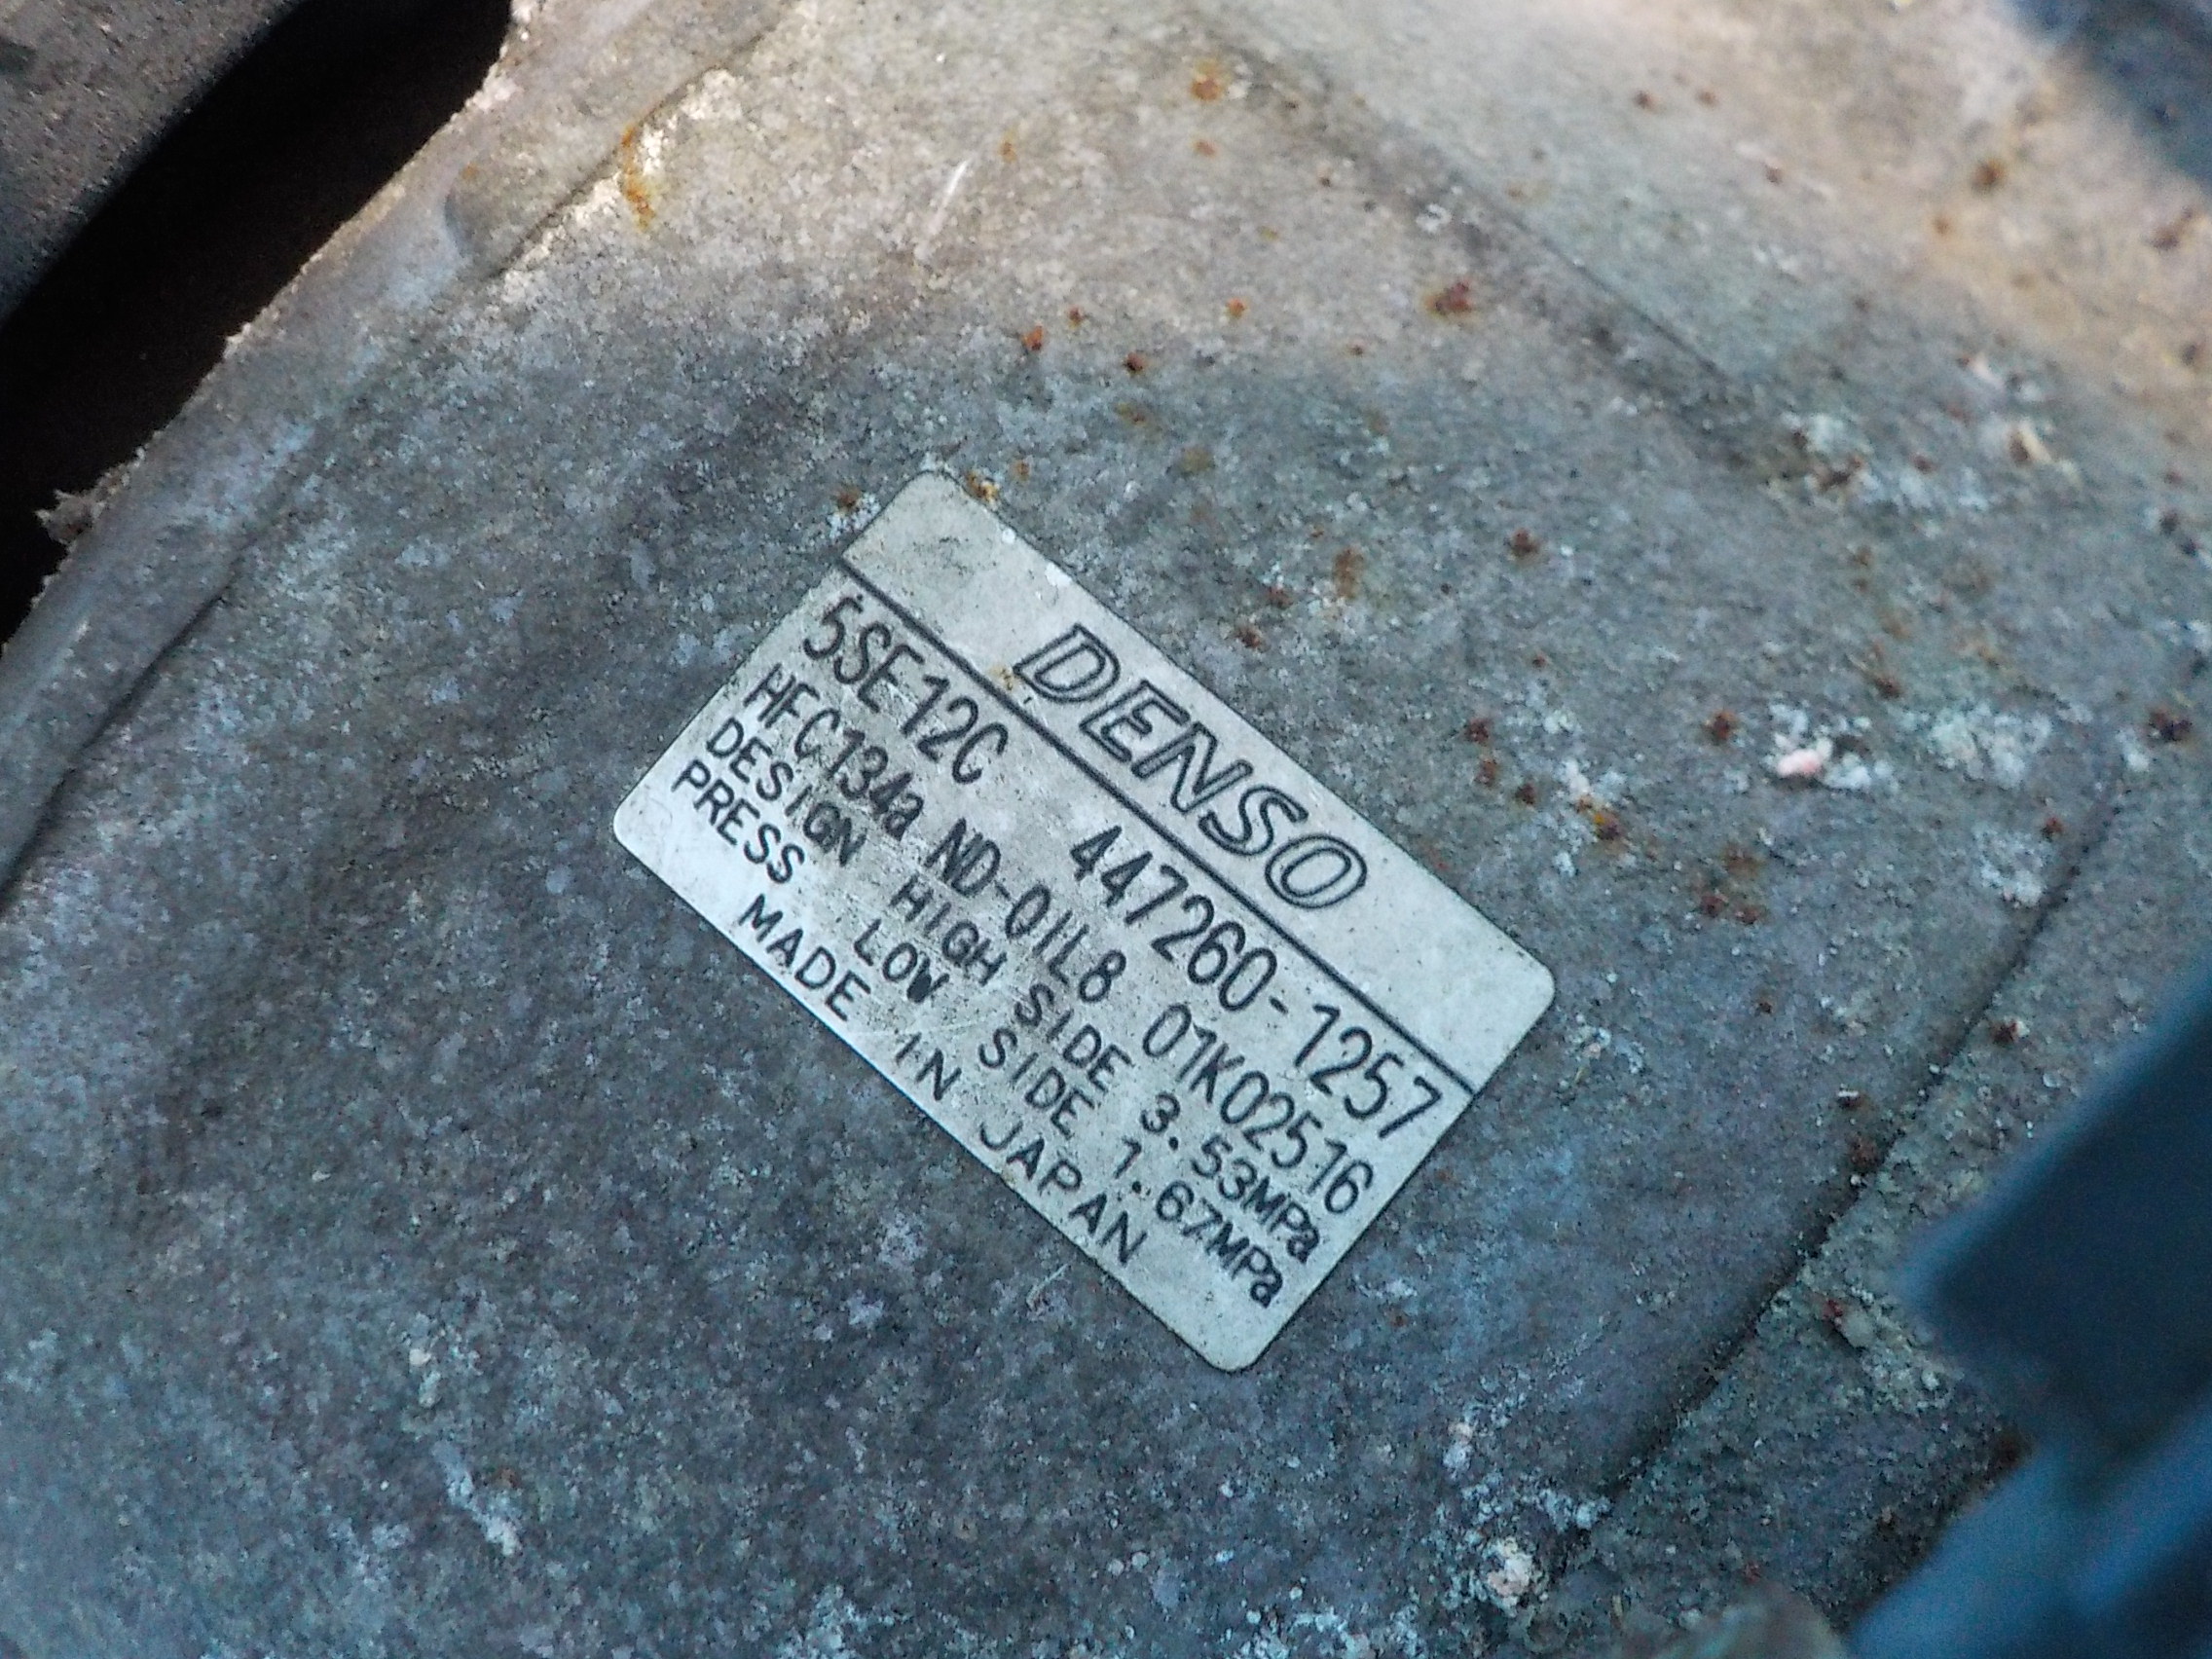 DENSO
5SE12C 447260-1257
HFC134a ND-OIL8 01K02516
DESIGN HIGH SIDE 3.53MPa
PRESS LOW SIDE 1.67MPa
MADE IN JAPAN